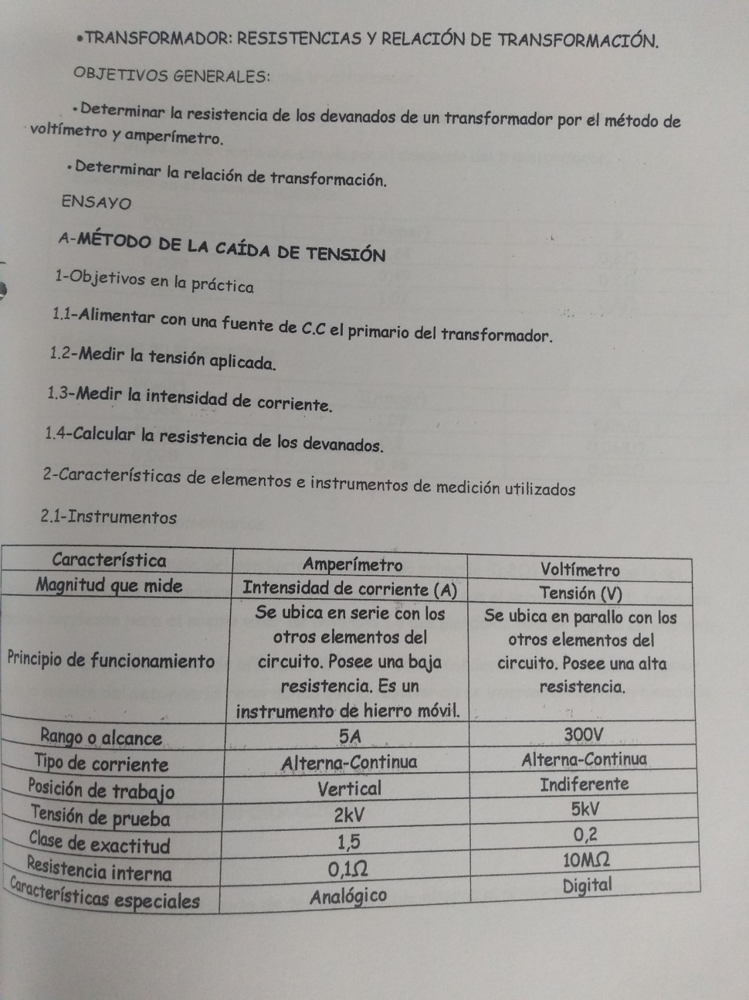 •TRANSFORMADOR: RESISTENCIAS Y RELACIÓN DE TRANSFORMACIÓN.
OBJETIVOS GENERALES:
•Determinar la resistencia de los devanados de un transformador por el método de
voltímetro y amperímetro.
•Determinar la relación de transformación.
ENSAYO
A-MÉTODO DE LA CAÍDA DE TENSIÓN
1-Objetivos en la práctica
1.1-Alimentar con una fuente de C.C el primario del transformador.
1.2-Medir la tensión aplicada.
1.3-Medir la intensidad de corriente.
1.4-Calcular la resistencia de los devanados.
2-Características de elementos e instrumentos de medición utilizados
2.1-Instrumentos
Característica Amperímetro Voltímetro
Magnitud que mide Intensidad de corriente (A) Tensión (V)
Principio de funcionamiento
Se ubica en serie con los
otros elementos del
circuito. Posee una baja
resistencia. Es un
instrumento de hierro móvil.
Se ubica en parallo con los
otros elementos del
circuito. Posee una alta
resistencia.
Rango o alcance 5A 300V
Tipo de corriente Alterna-Continua Alterna-Continua
Posición de trabajo Vertical Indiferente
Tensión de prueba 2kV 5kV
Clase de exactitud 1,5 0,2
Resistencia interna 0,1Ω 10MΩ
Características especiales Analógico Digital